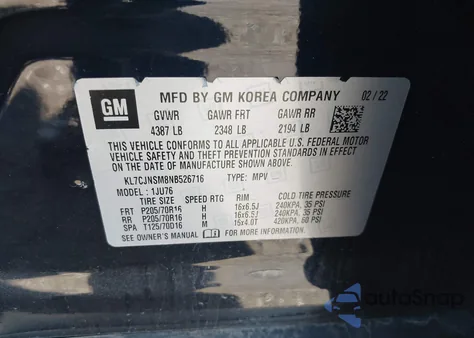 GM
MFD BY GM KOREA COMPANY 02/22
GVWR GAWR FRT GAWR RR
4387 LB 2348 LB 2194 LB
THIS VEHICLE CONFORMS TO ALL APPLICABLE U.S. FEDERAL MOTOR
VEHICLE SAFETY AND THEFT PREVENTION STANDARDS IN EFFECT ON
THE DATE OF MANUFACTURE SHOWN ABOVE.
KL7CJNSM8NB526716 TYPE: MPV
MODEL: 1JU76
TIRE SIZE SPEED RTG RIM COLD TIRE PRESSURE
FRT P205/70R16 H 16x6.5J 240KPA, 35 PSI
RR P205/70R16 H 16x6.5J 240KPA, 35 PSI
SPA T125/70D16 M 16x4.0T 420KPA, 60 PSI
SEE OWNER'S MANUAL FOR MORE INFORMATION.
AutoSnap